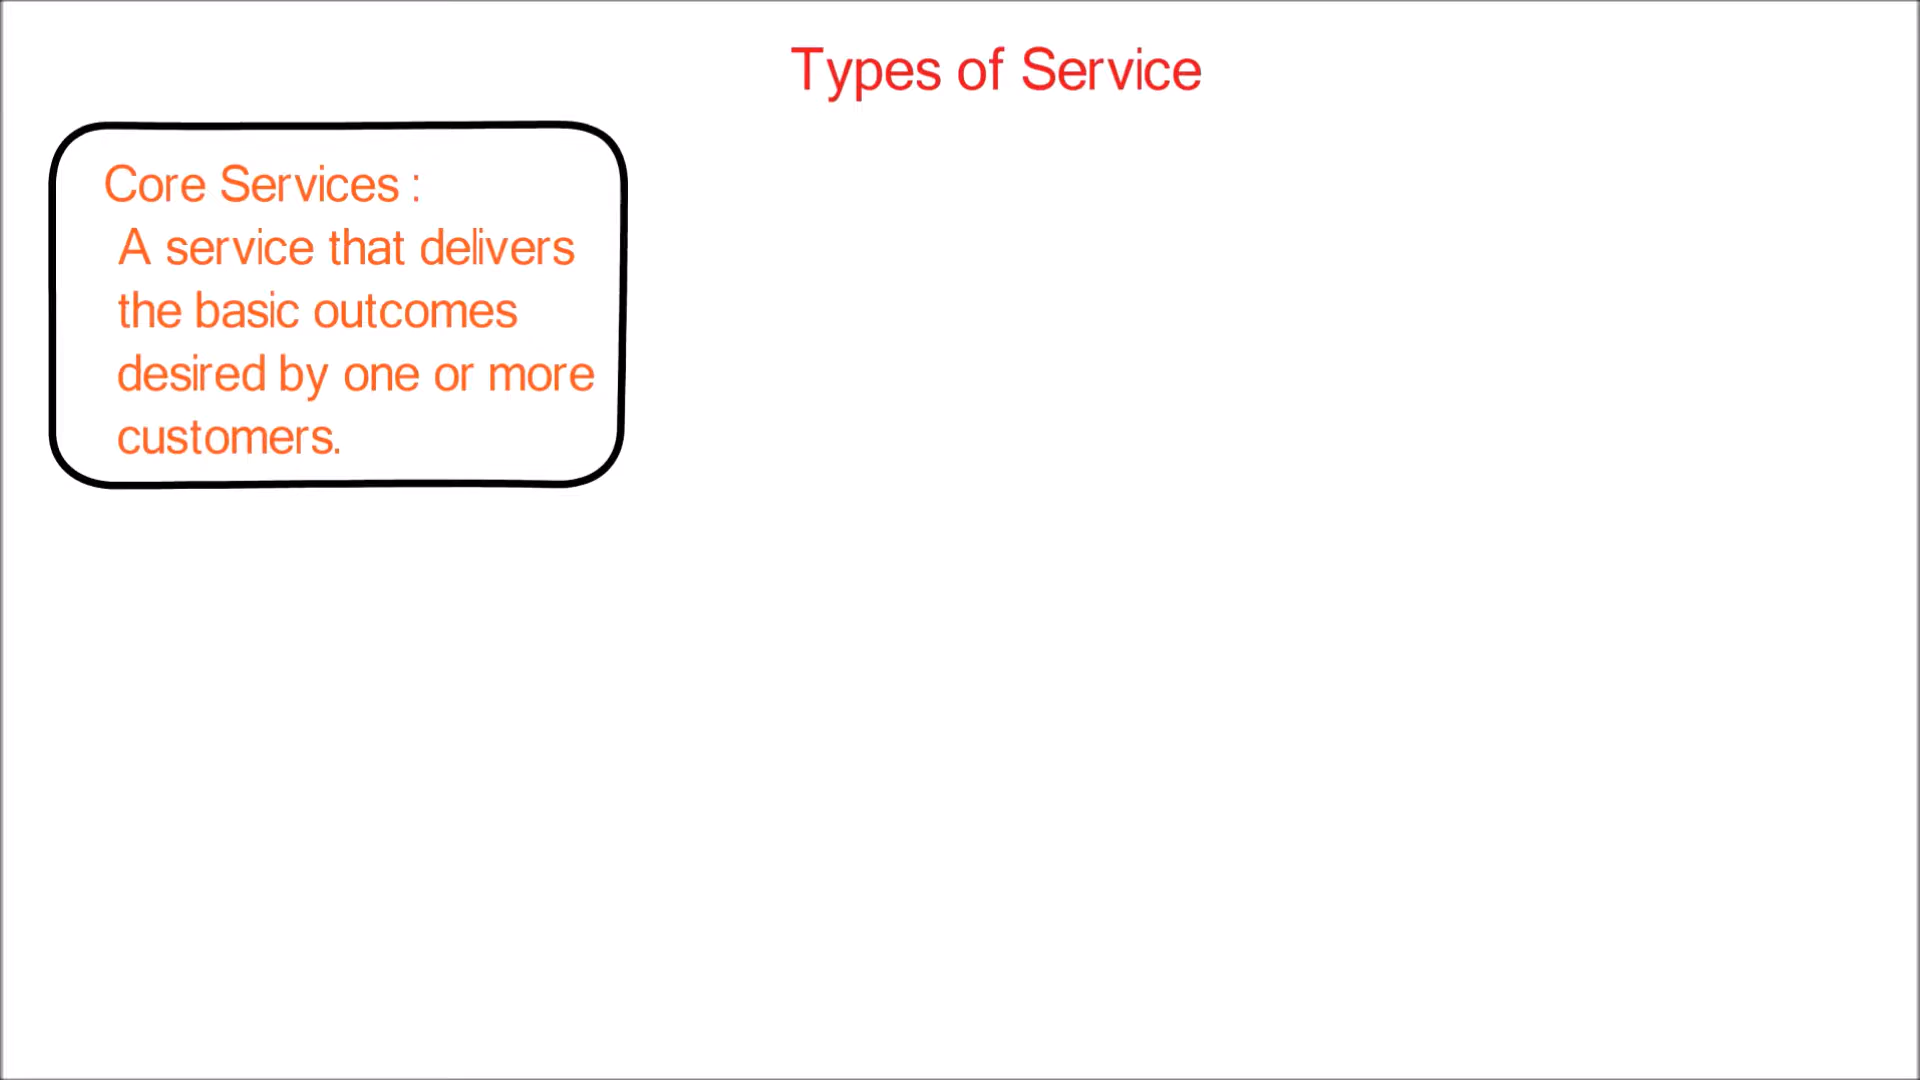 Types of Service
Core Services :
A service that delivers
the basic outcomes
desired by one or more
customers.